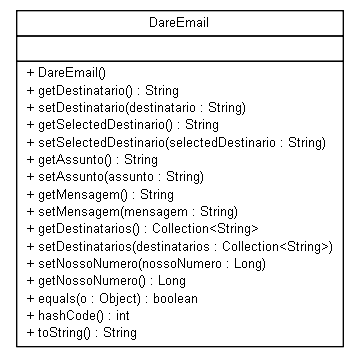 DareEmail
+ DareEmail()
+ getDestinatario() : String
+ setDestinatario(destinatario : String)
+ getSelectedDestinario() : String
+ setSelectedDestinario(selectedDestinario : String)
+ getAssunto() : String
+ setAssunto(assunto : String)
+ getMensagem() : String
+ setMensagem(mensagem : String)
+ getDestinatarios() : Collection<String>
+ setDestinatarios(destinatarios : Collection<String>)
+ setNossoNumero(nossoNumero : Long)
+ getNossoNumero() : Long
+ equals(o : Object) : boolean
+ hashCode() : int
+ toString() : String